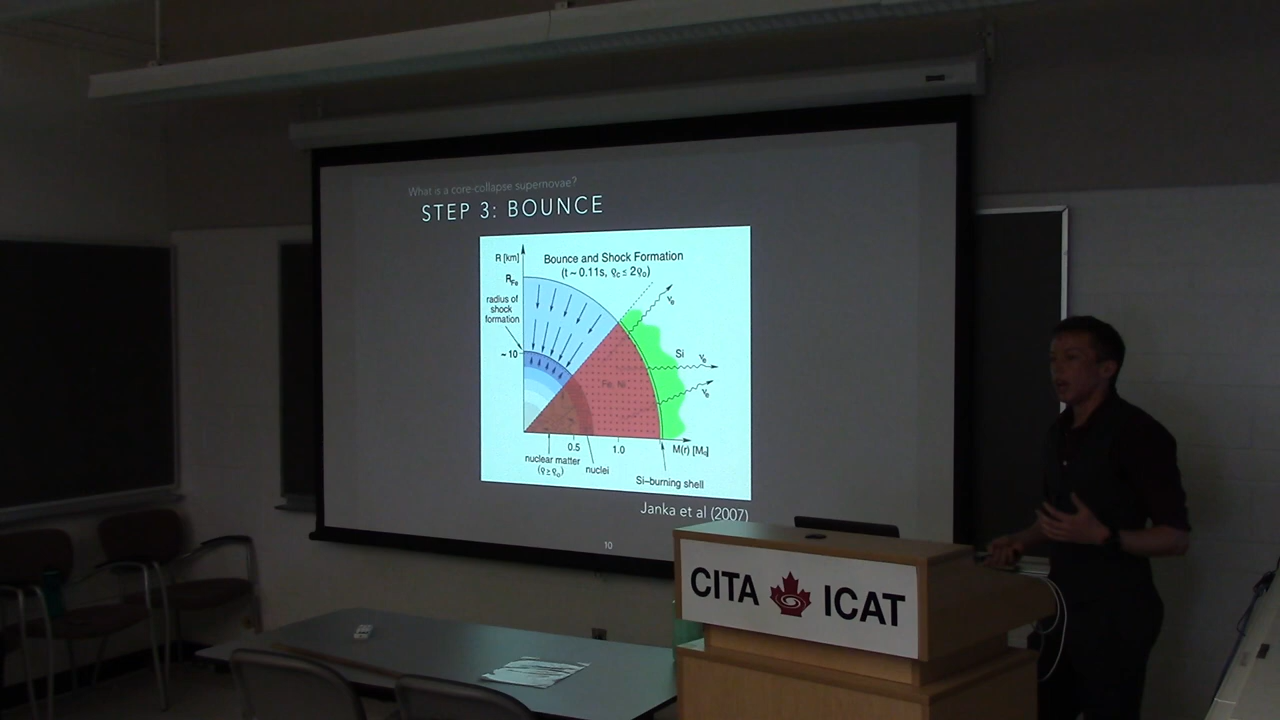 What is a core-collapse supernovae?
STEP 3: BOUNCE
R [km]
Bounce and Shock Formation
(t ~ 0.11s, ϱc ≤ 2ϱo)
RFe
radius of
shock
formation
νe
Si
νe
~ 10
Fe, Ni
νe
0.5
1.0
M(r) [M⊙]
nuclear matter
(ϱ ≥ ϱo)
nuclei
Si-burning shell
Janka et al (2007)
10
CITA ICAT